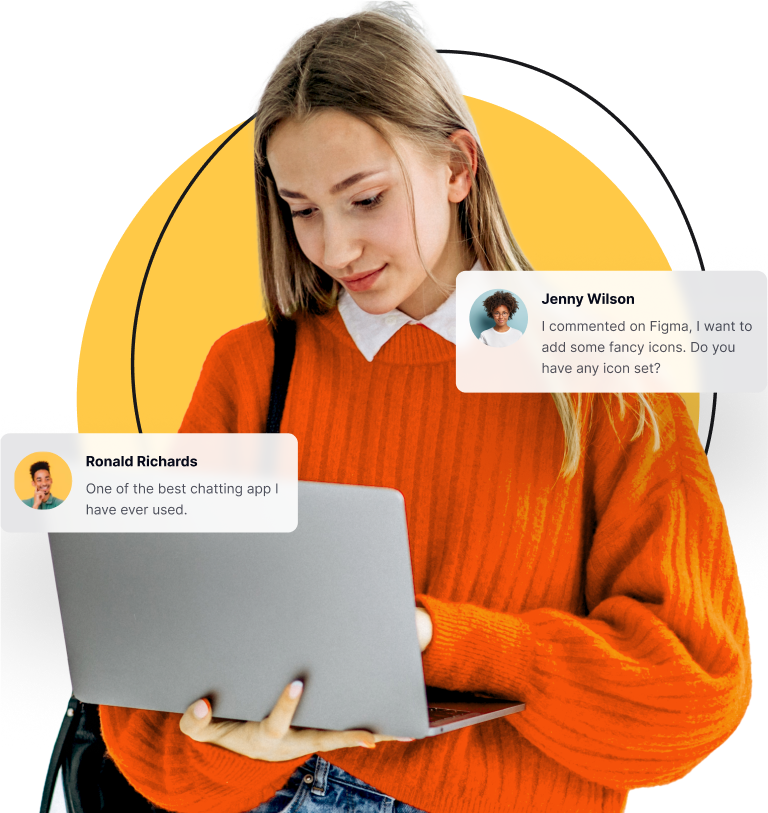 Jenny Wilson
I commented on Figma, I want to
add some fancy icons. Do you
have any icon set?
Ronald Richards
One of the best chatting app I
have ever used.